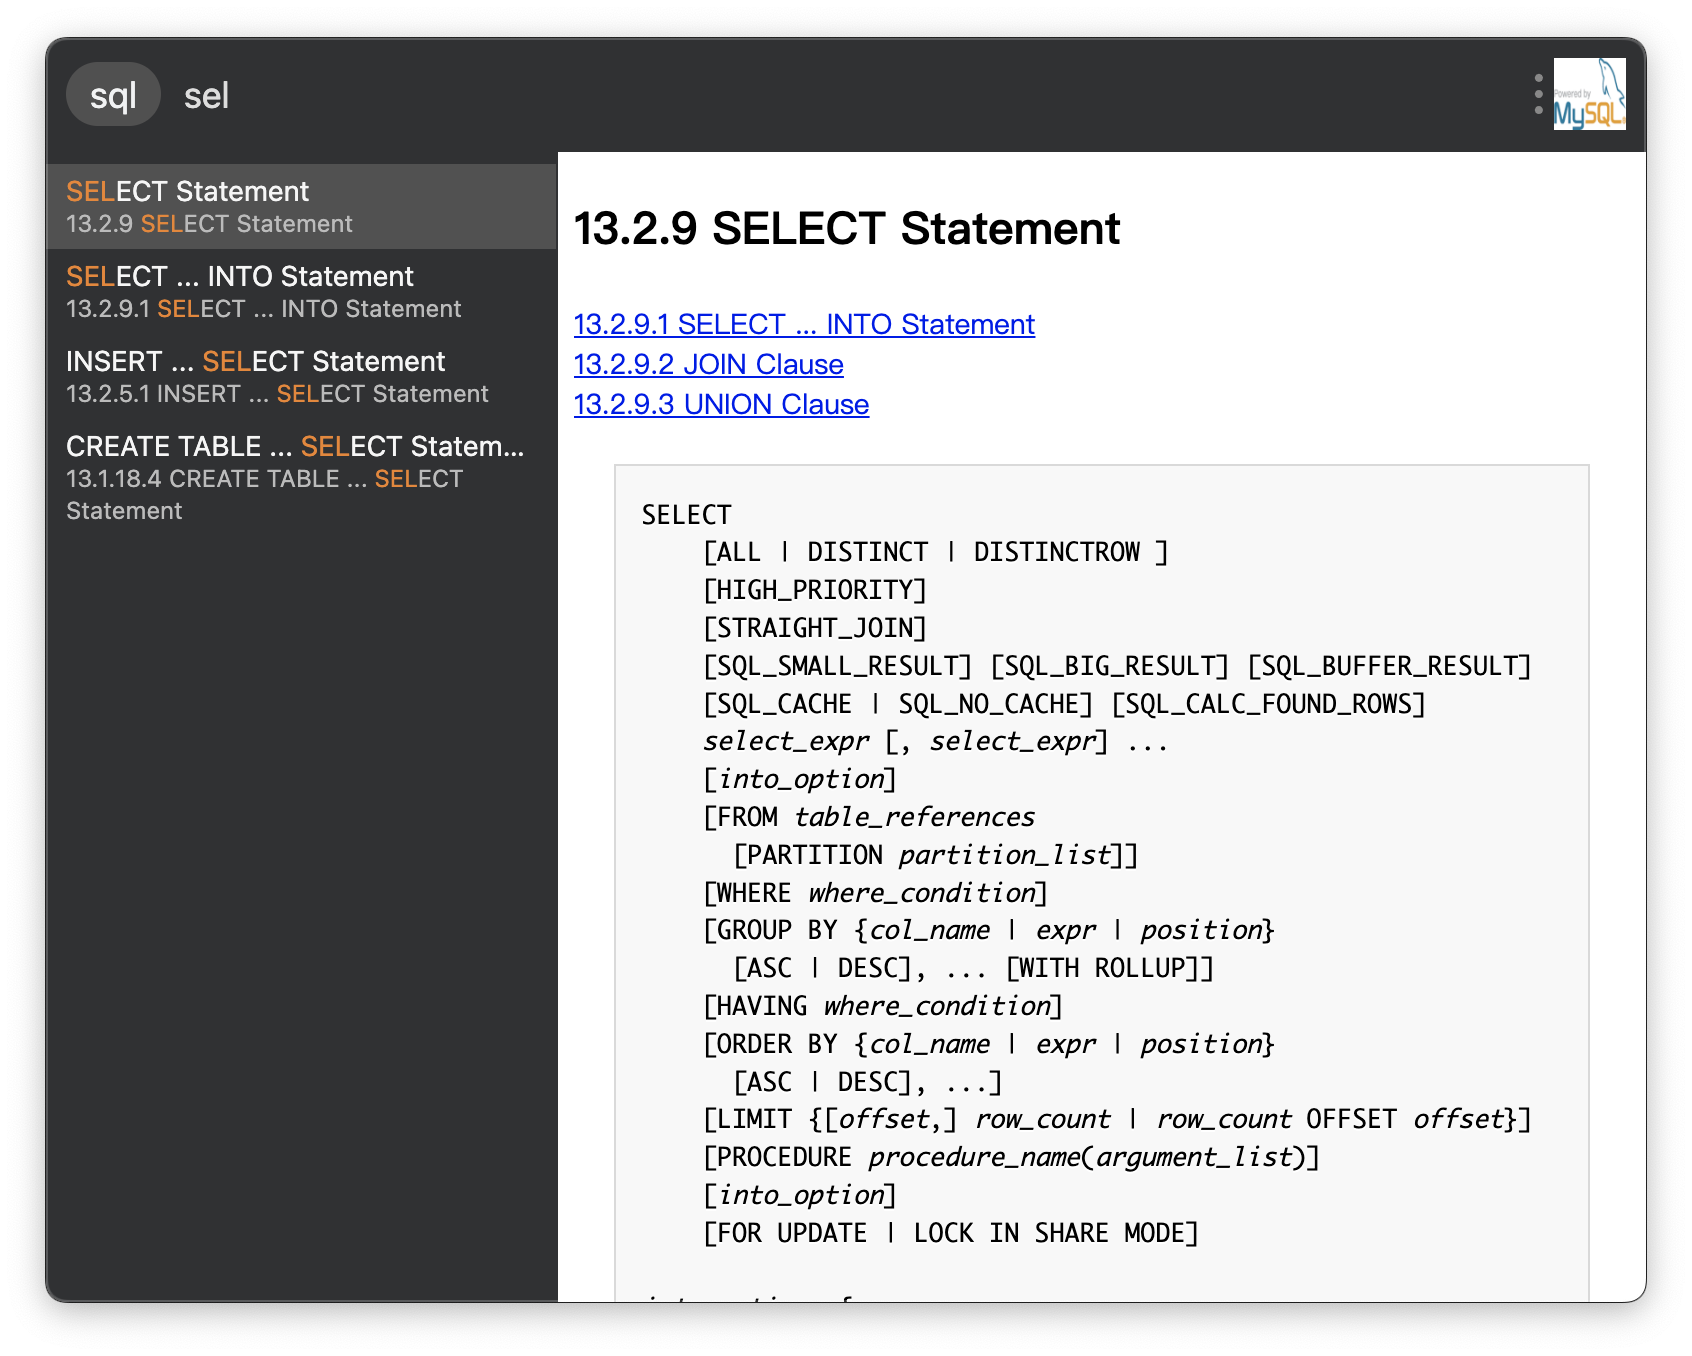 sql sel
Powered by
MySQL
SELECT Statement
13.2.9 SELECT Statement
SELECT ... INTO Statement
13.2.9.1 SELECT ... INTO Statement
INSERT ... SELECT Statement
13.2.5.1 INSERT ... SELECT Statement
CREATE TABLE ... SELECT Statem...
13.1.18.4 CREATE TABLE ... SELECT
Statement
13.2.9 SELECT Statement
13.2.9.1 SELECT ... INTO Statement
13.2.9.2 JOIN Clause
13.2.9.3 UNION Clause
SELECT
    [ALL | DISTINCT | DISTINCTROW ]
    [HIGH_PRIORITY]
    [STRAIGHT_JOIN]
    [SQL_SMALL_RESULT] [SQL_BIG_RESULT] [SQL_BUFFER_RESULT]
    [SQL_CACHE | SQL_NO_CACHE] [SQL_CALC_FOUND_ROWS]
    select_expr [, select_expr] ...
    [into_option]
    [FROM table_references
      [PARTITION partition_list]]
    [WHERE where_condition]
    [GROUP BY {col_name | expr | position}
      [ASC | DESC], ... [WITH ROLLUP]]
    [HAVING where_condition]
    [ORDER BY {col_name | expr | position}
      [ASC | DESC], ...]
    [LIMIT {[offset,] row_count | row_count OFFSET offset}]
    [PROCEDURE procedure_name(argument_list)]
    [into_option]
    [FOR UPDATE | LOCK IN SHARE MODE]